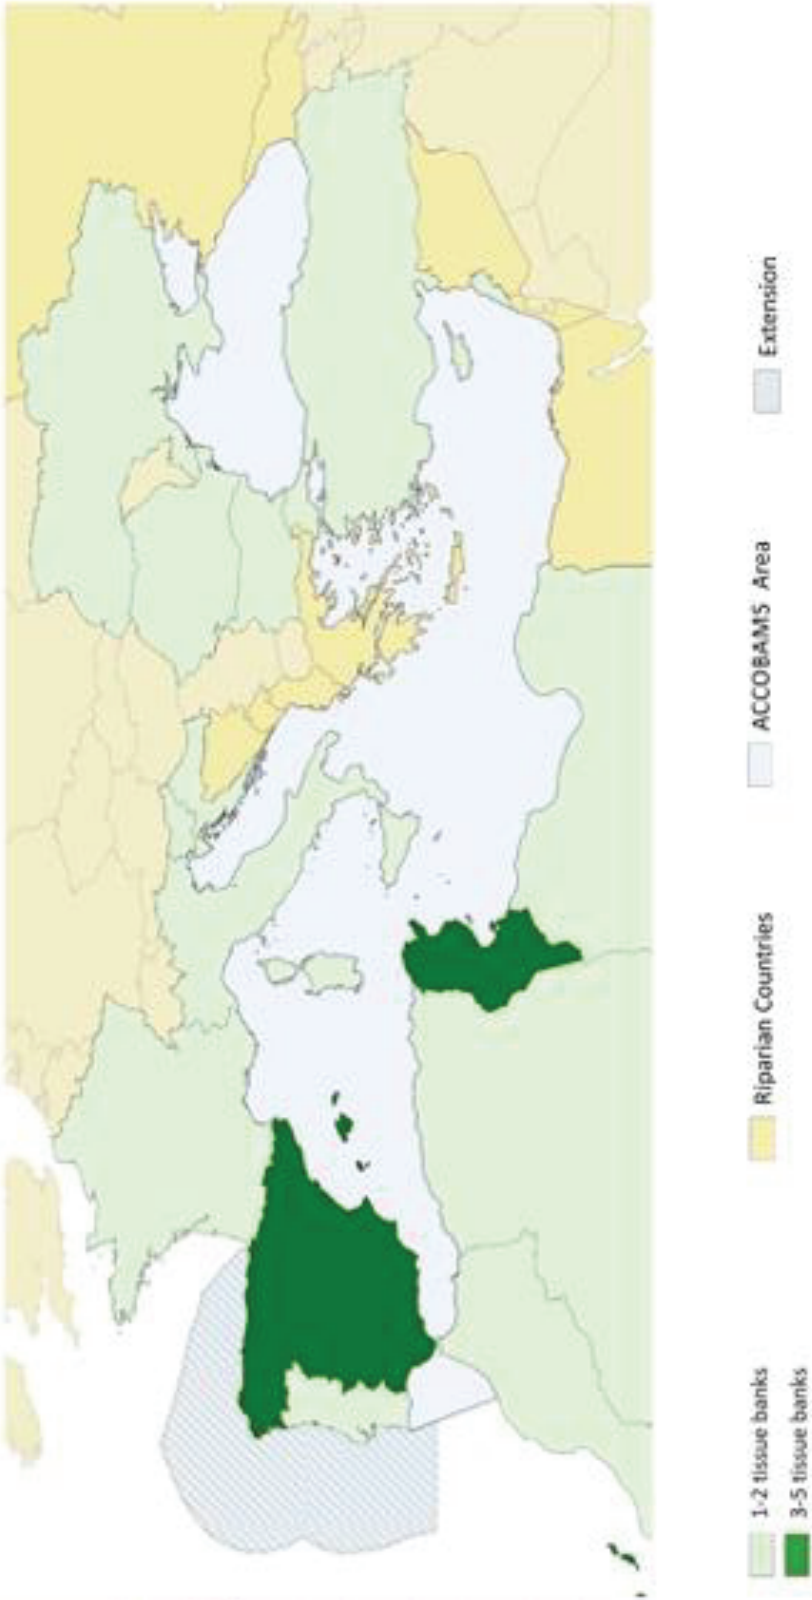 1-2 tissue banks
3-5 tissue banks
Riparian Countries
ACCOBAMS Area
Extension